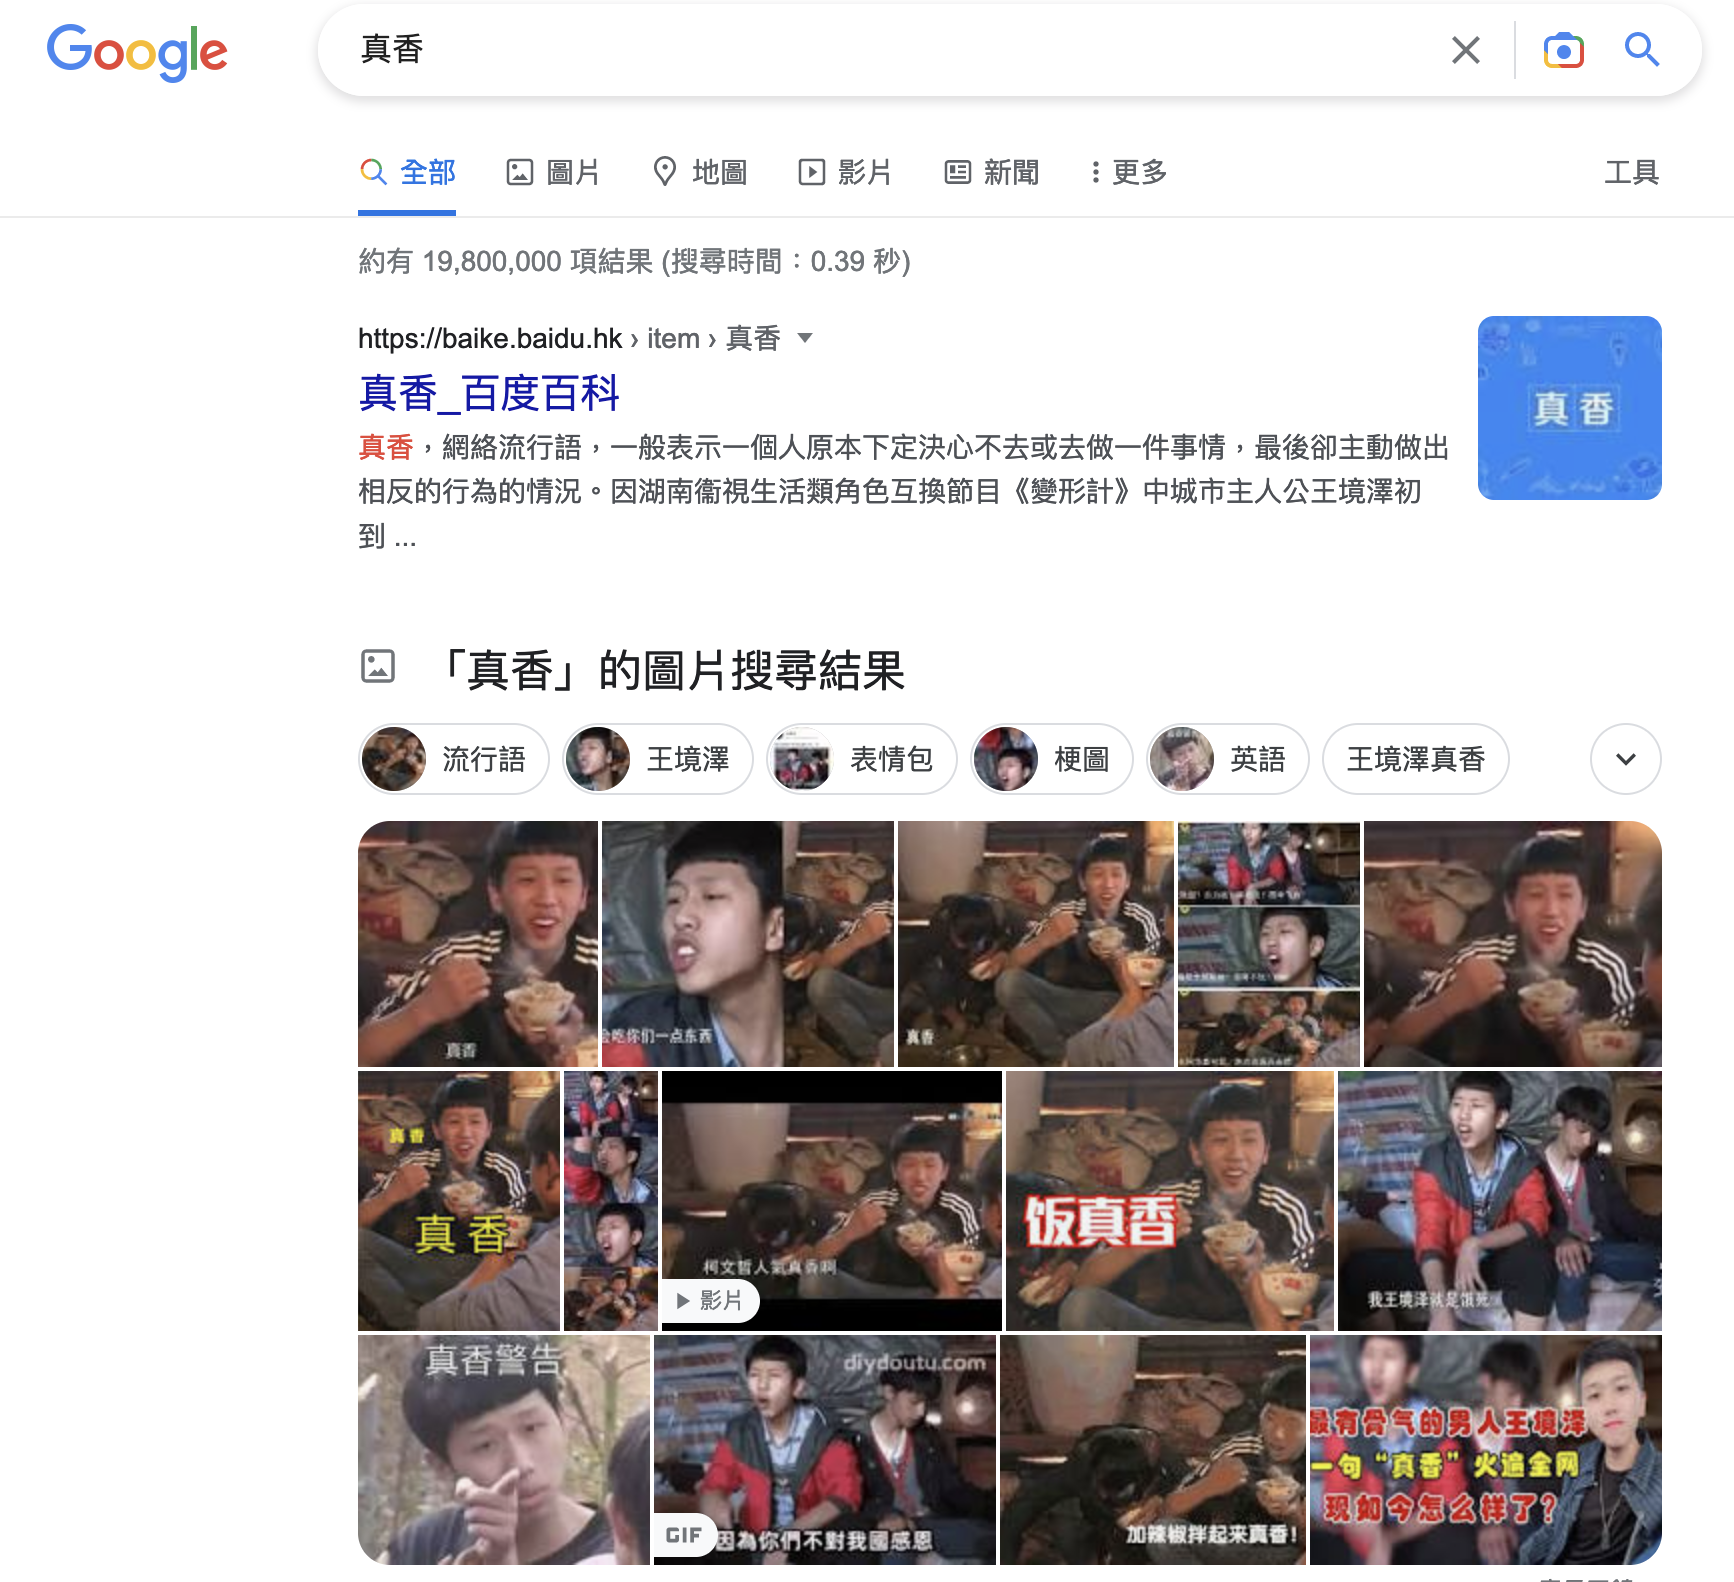 Google
真香
全部
圖片
地圖
影片
新聞
更多
工具
約有 19,800,000 項結果 (搜尋時間：0.39 秒)
https://baike.baidu.hk › item › 真香
真香_百度百科
真香，網絡流行語，一般表示一個人原本下定決心不去或去做一件事情，最後卻主動做出
相反的行為的情況。因湖南衞視生活類角色互換節目《變形計》中城市主人公王境澤初
到 ...
真香
「真香」的圖片搜尋結果
流行語
王境澤
表情包
梗圖
英語
王境澤真香
真香
会吃你们一点东西
真香
真香
真香
柯文哲人氣真香啊
影片
饭真香
我王境泽就是饿死
真香警告
diydoutu.com
GIF
因為你們不對我國感恩
加辣椒拌起来真香!
最有骨气的男人王境泽
一句“真香”火遍全网
现如今怎么样了?